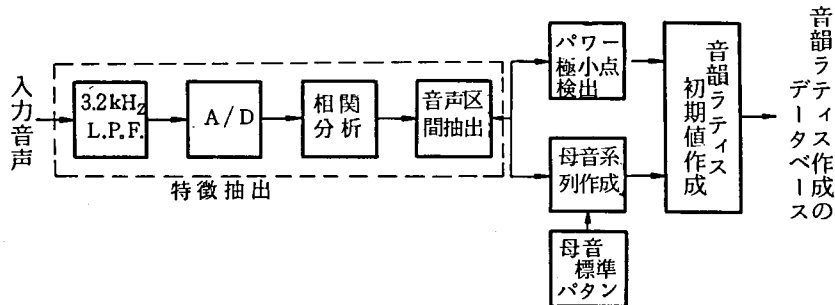 入力音声
3.2kHz
L.P.F.
A/D
相関
分析
音声区
間抽出
特徴抽出
パワー
極小点
検出
母音系
列作成
母音
標準
パタン
音韻ラティス
初期値作成
音韻ラティス作成の
データベース